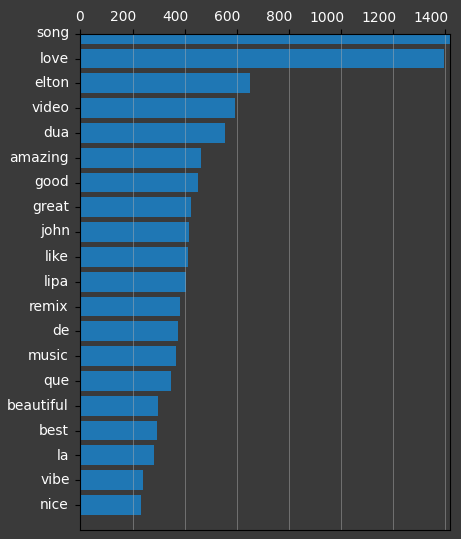 0 200 400 600 800 1000 1200 1400
song
love
elton
video
dua
amazing
good
great
john
like
lipa
remix
de
music
que
beautiful
best
la
vibe
nice